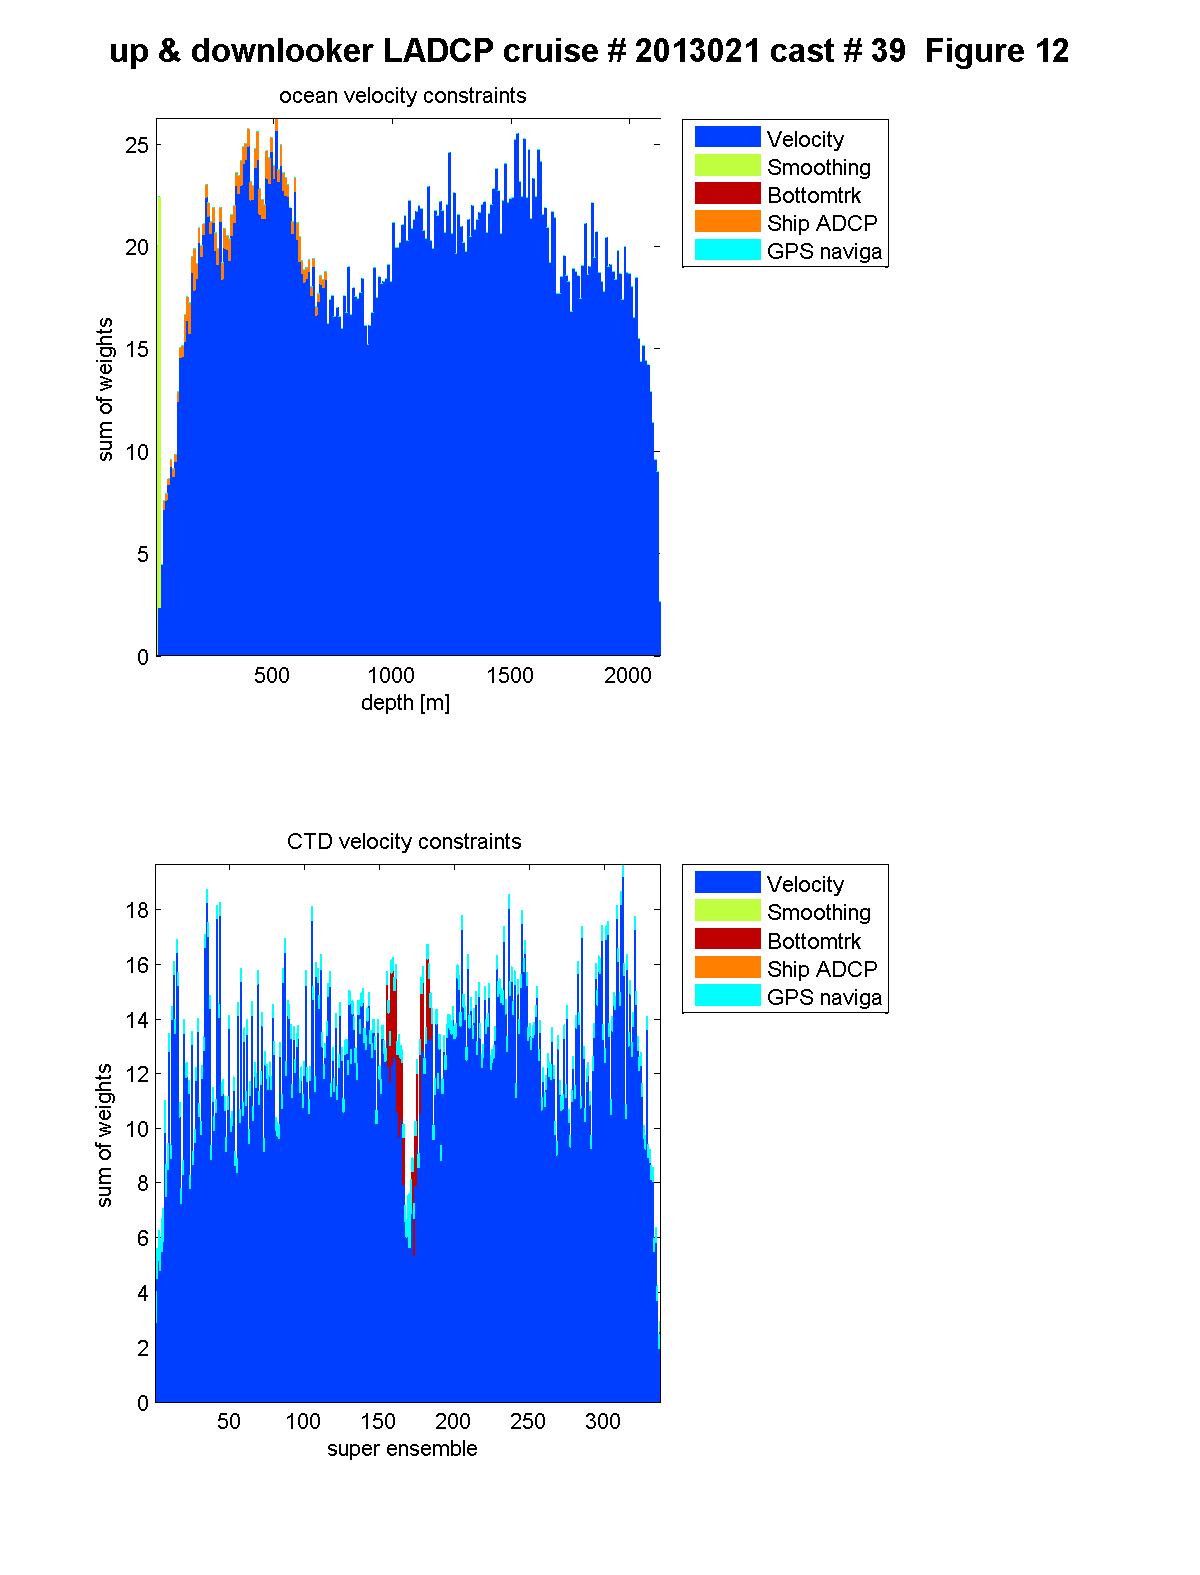 up & downlooker LADCP cruise # 2013021 cast # 39  Figure 12
ocean velocity constraints
25
20
15
10
5
0
sum of weights
500 1000 1500 2000
depth [m]
Velocity
Smoothing
Bottomtrk
Ship ADCP
GPS naviga
CTD velocity constraints
18
16
14
12
10
8
6
4
2
0
sum of weights
50 100 150 200 250 300
super ensemble
Velocity
Smoothing
Bottomtrk
Ship ADCP
GPS naviga